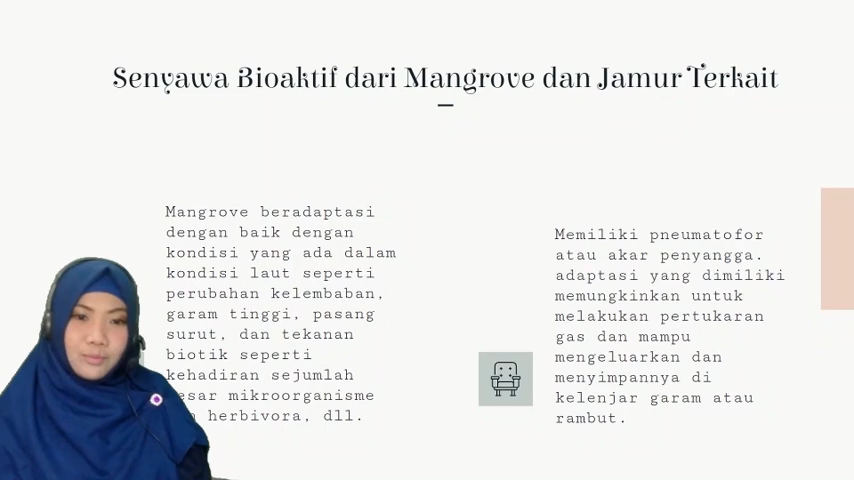 Senyawa Bioaktif dari Mangrove dan Jamur Terkait
Mangrove beradaptasi
dengan baik dengan
kondisi yang ada dalam
kondisi laut seperti
perubahan kelembaban,
garam tinggi, pasang
surut, dan tekanan
biotik seperti
kehadiran sejumlah
esar mikroorganisme
herbivora, dll.
Memiliki pneumatofor
atau akar penyangga.
adaptasi yang dimiliki
memungkinkan untuk
melakukan pertukaran
gas dan mampu
mengeluarkan dan
menyimpannya di
kelenjar garam atau
rambut.